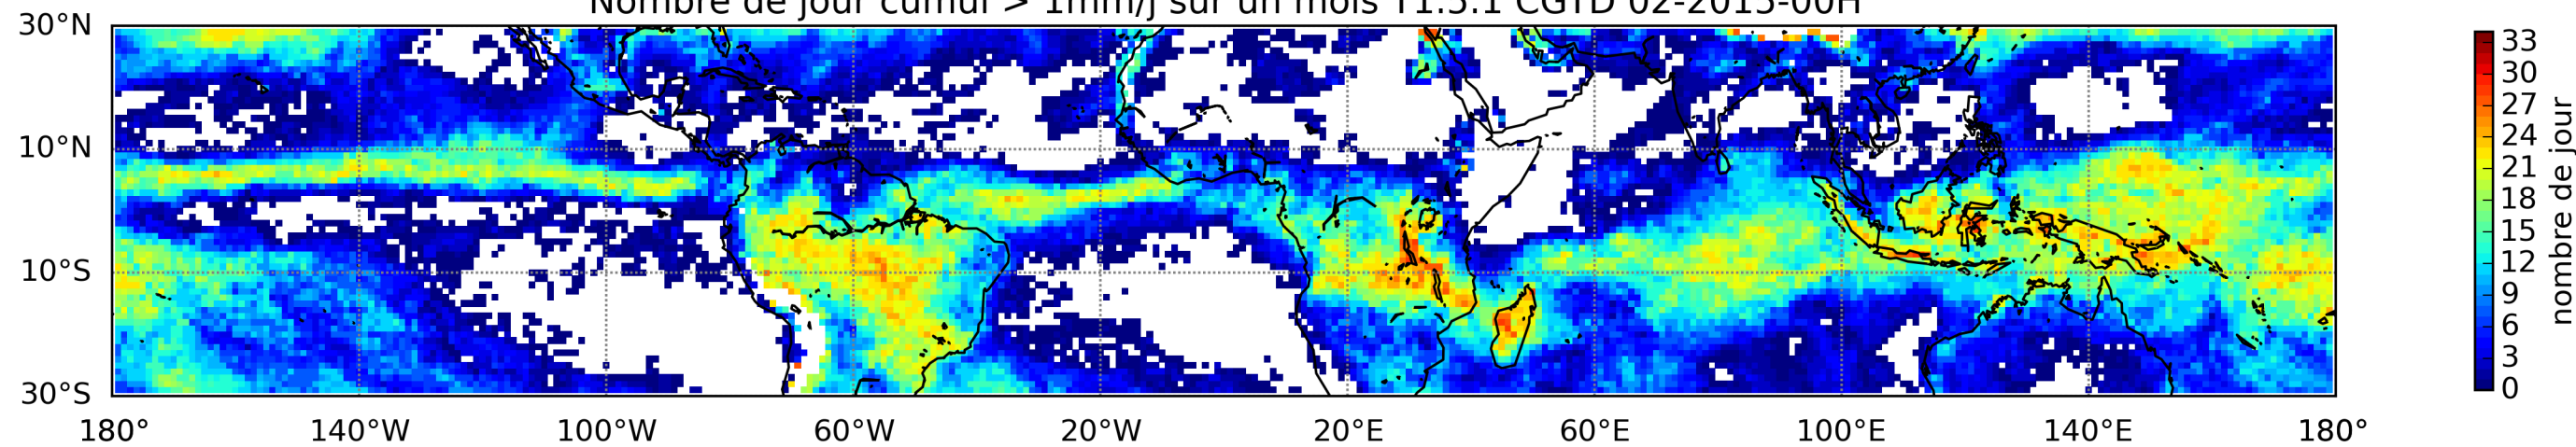 Nombre de jour cumul > 1mm/j sur un mois T1.5.1 CGTD 02-2015-00H
30°N
10°N
10°S
30°S
180° 140°W 100°W 60°W 20°W 20°E 60°E 100°E 140°E 180°
33
30
27
24
21
18
15
12
9
6
3
0
nombre de jour